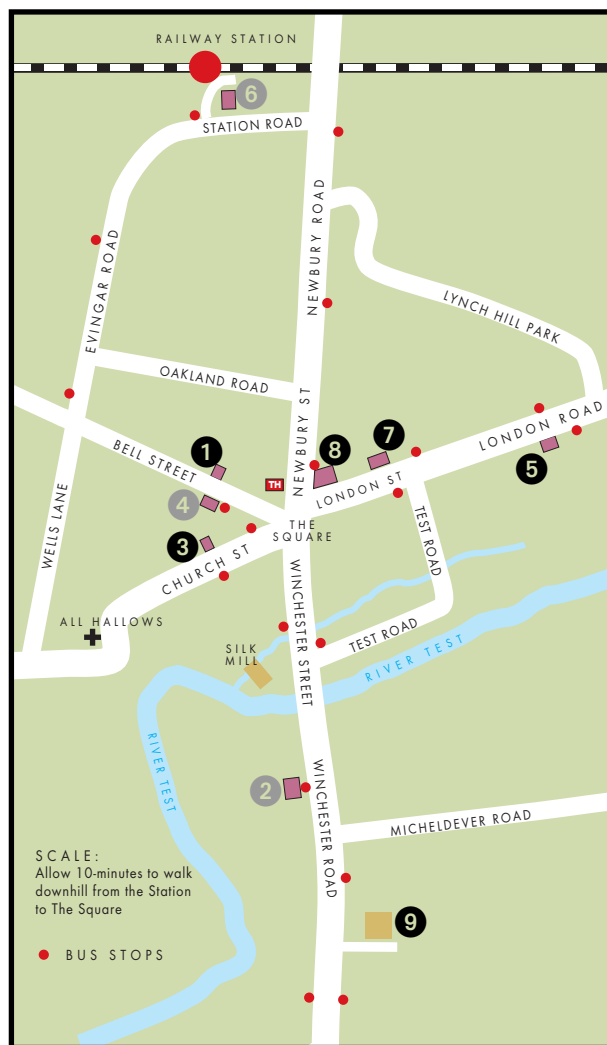 RAILWAY STATION
6
STATION ROAD
NEWBURY ROAD
EVINGAR ROAD
LYNCH HILL PARK
OAKLAND ROAD
NEWBURY ST
LONDON ROAD
7
8
1
BELL STREET
5
TH
LONDON ST
4
THE
SQUARE
TEST ROAD
WELLS LANE
3
CHURCH ST
ALL HALLOWS
WINCHESTER STREET
TEST ROAD
SILK
MILL
RIVER TEST
RIVER TEST
2
WINCHESTER ROAD
MICHELDEVER ROAD
SCALE:
Allow 10-minutes to walk
downhill from the Station
to The Square
9
BUS STOPS